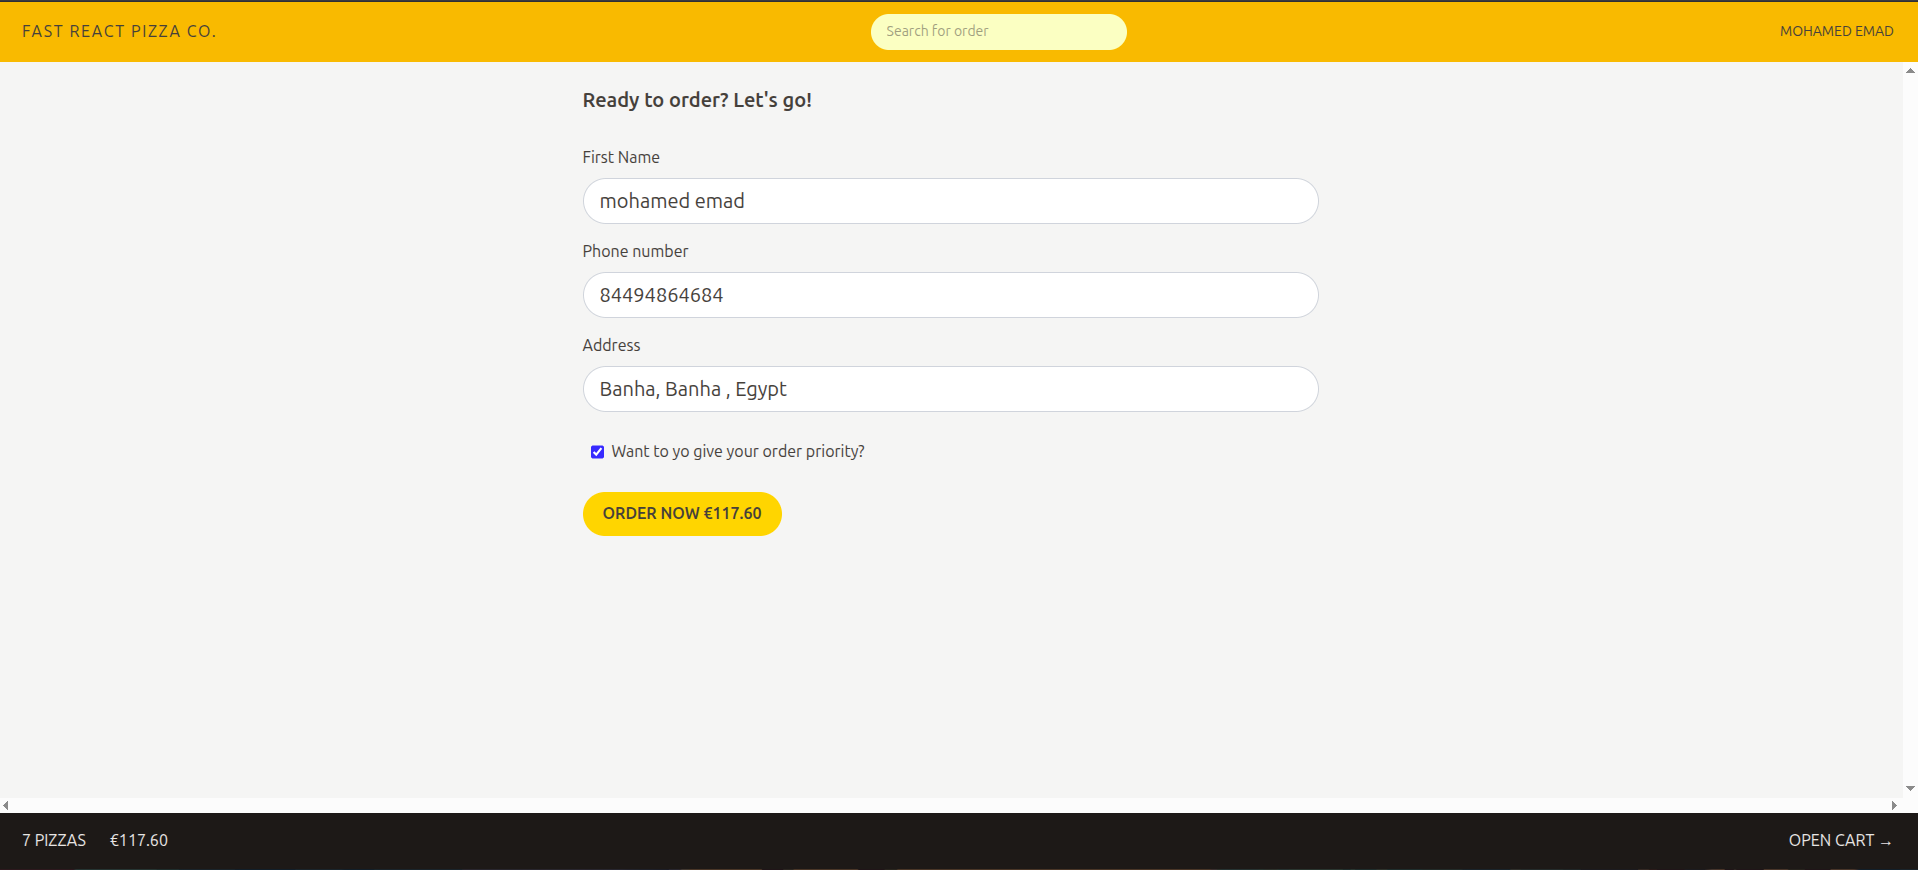 FAST REACT PIZZA CO.
Search for order
MOHAMED EMAD
Ready to order? Let's go!
First Name
mohamed emad
Phone number
84494864684
Address
Banha, Banha , Egypt
Want to yo give your order priority?
ORDER NOW €117.60
7 PIZZAS €117.60
OPEN CART →